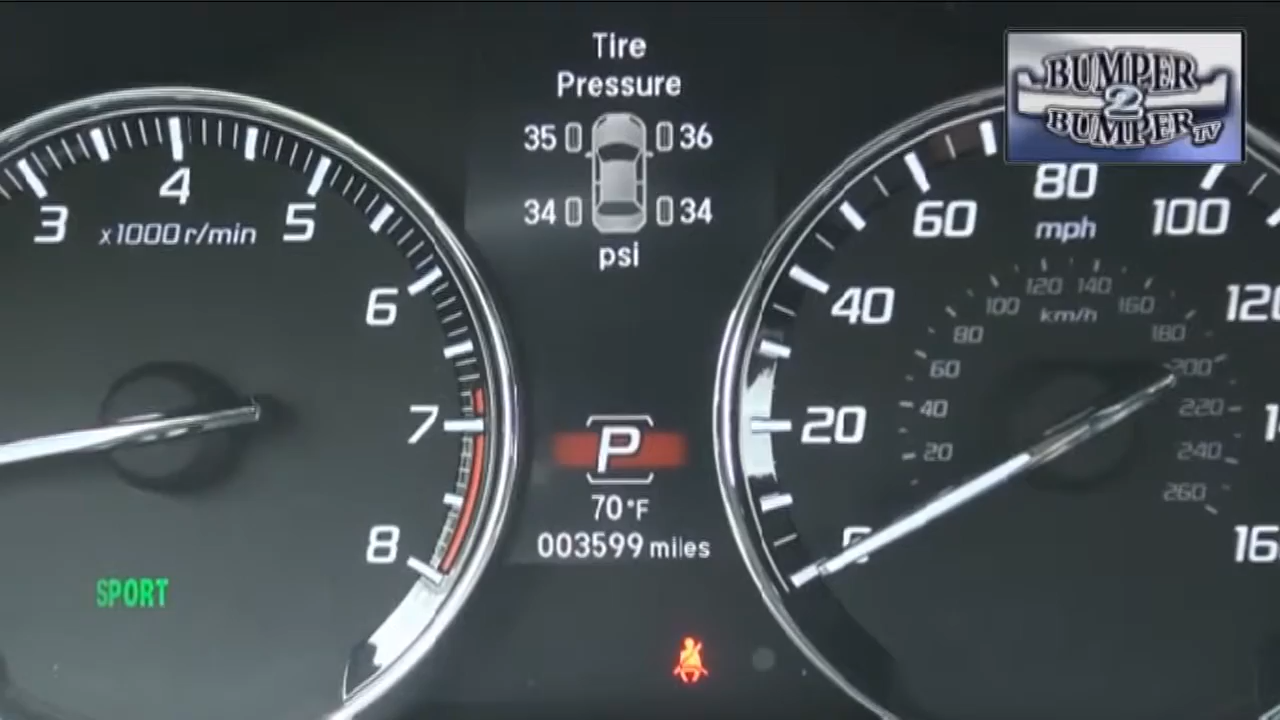 Tire
Pressure
35 36
34 34
psi
3 4 5 6 7 8
x1000r/min
SPORT
P
70°F
003599 miles
20 40 60 80 100 120
mph
20 40 60 80 100 120 140 160 180 200 220 240 260
km/h
BUMPER
2
BUMPER TV